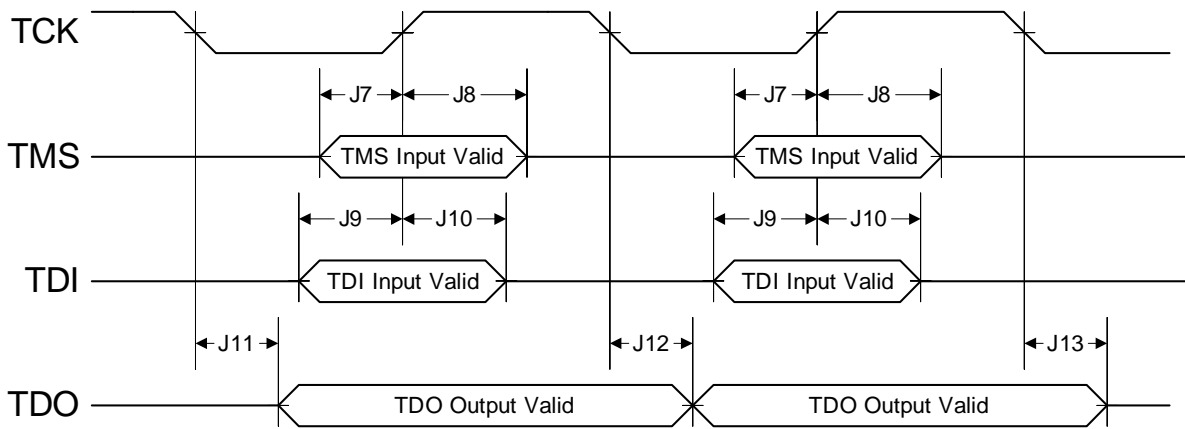 TCK
J7 J8 J7 J8
TMS TMS Input Valid TMS Input Valid
J9 J10 J9 J10
TDI TDI Input Valid TDI Input Valid
J11 J12 J13
TDO TDO Output Valid TDO Output Valid